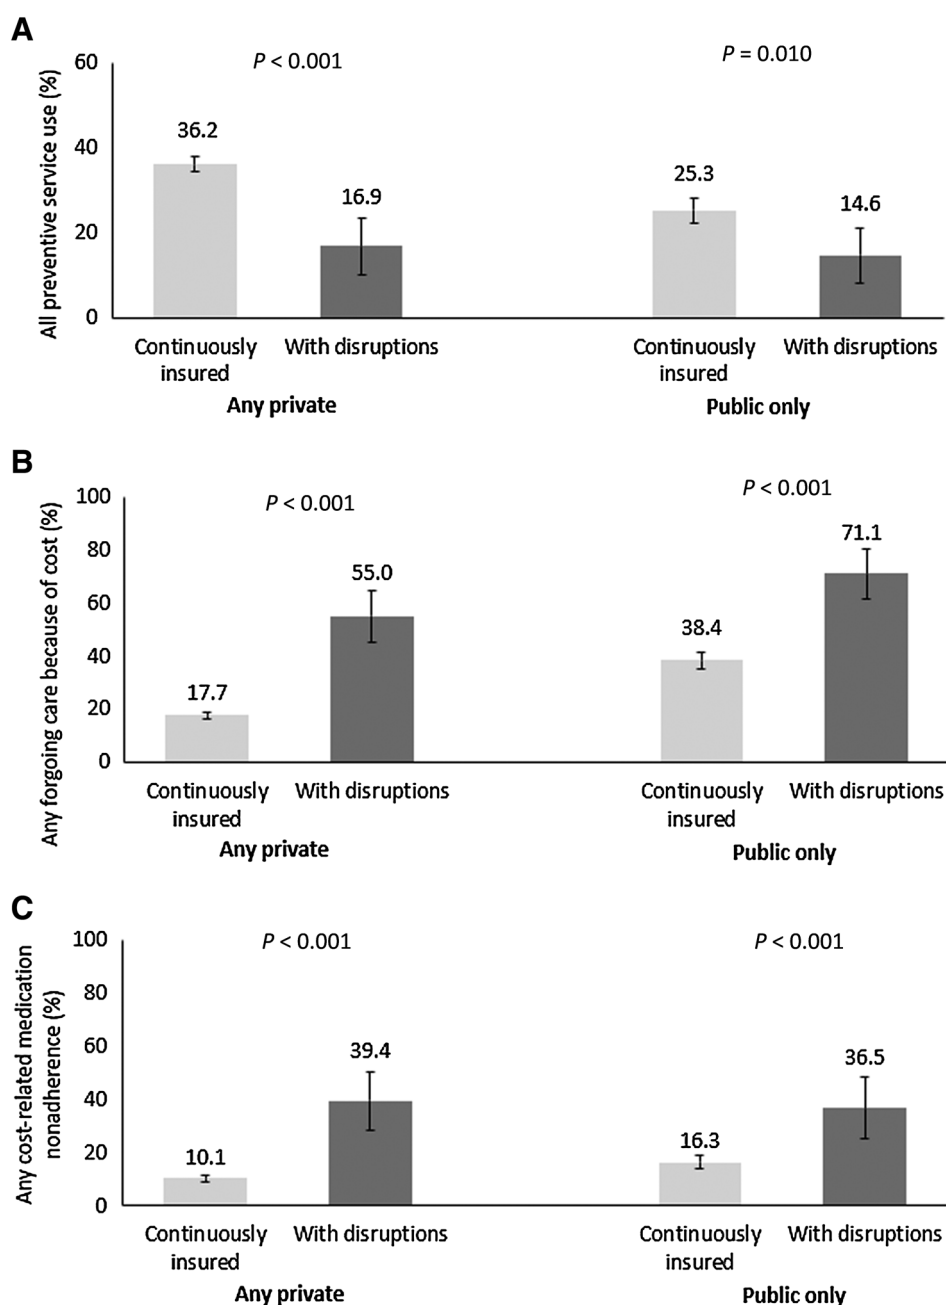 A
All preventive service use (%)
60
40
20
0
P < 0.001
P = 0.010
36.2
16.9
25.3
14.6
Continuously
insured
With disruptions
Continuously
insured
With disruptions
Any private
Public only
B
Any forgoing care because of cost (%)
100
80
60
40
20
0
P < 0.001
P < 0.001
17.7
55.0
38.4
71.1
Continuously
insured
With disruptions
Continuously
insured
With disruptions
Any private
Public only
C
Any cost-related medication
nonadherence (%)
100
80
60
40
20
0
P < 0.001
P < 0.001
10.1
39.4
16.3
36.5
Continuously
insured
With disruptions
Continuously
insured
With disruptions
Any private
Public only